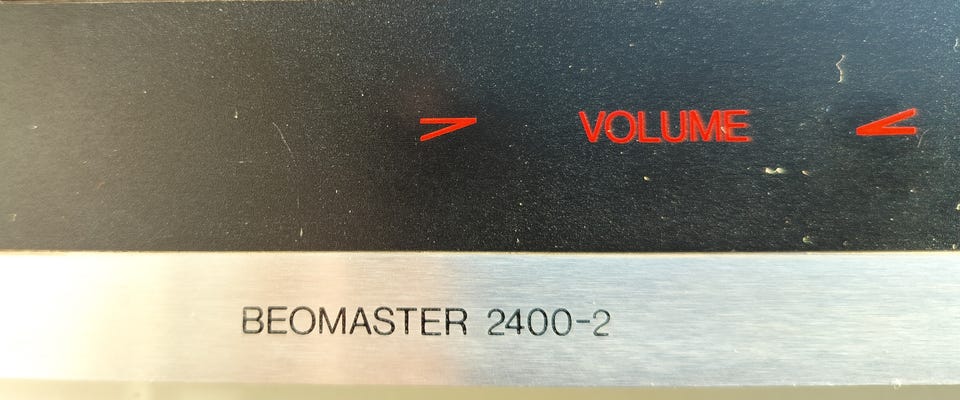 > VOLUME <
BEOMASTER 2400-2